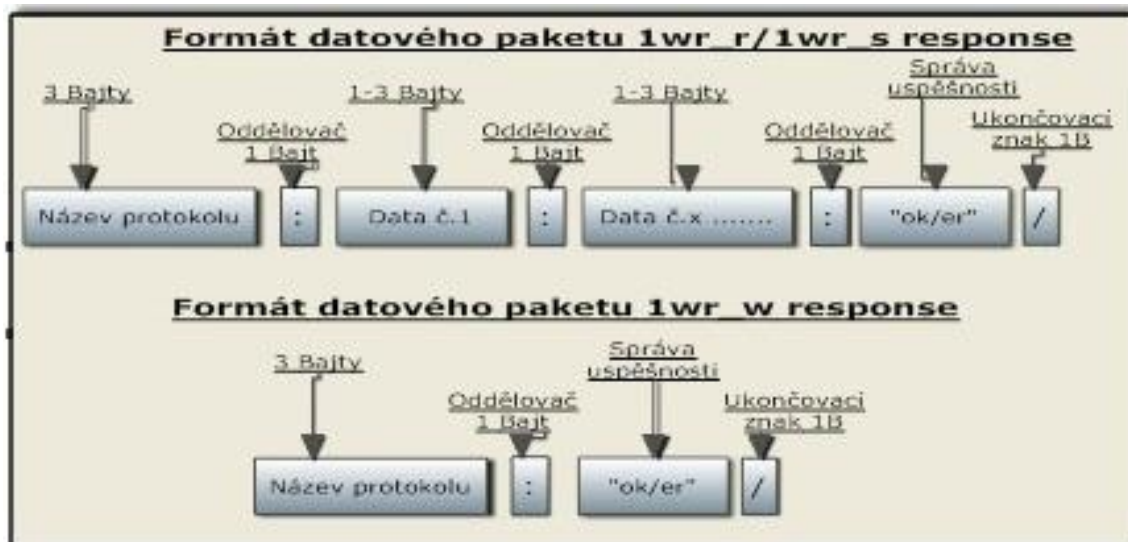 Formát datového paketu 1wr_r/1wr_s response
3 Bajty
1-3 Bajty
1-3 Bajty
Správa
uspěšnosti
Oddělovač
1 Bajt
Oddělovač
1 Bajt
Oddělovač
1 Bajt
Ukončovaci
znak 1B
Název protokolu
:
Data č.1
:
Data č.x........
:
"ok/er"
/
Formát datového paketu 1wr_w response
3 Bajty
Správa
uspěšnosti
Oddělovač
1 Bajt
Ukončovaci
znak 1B
Název protokolu
:
"ok/er"
/